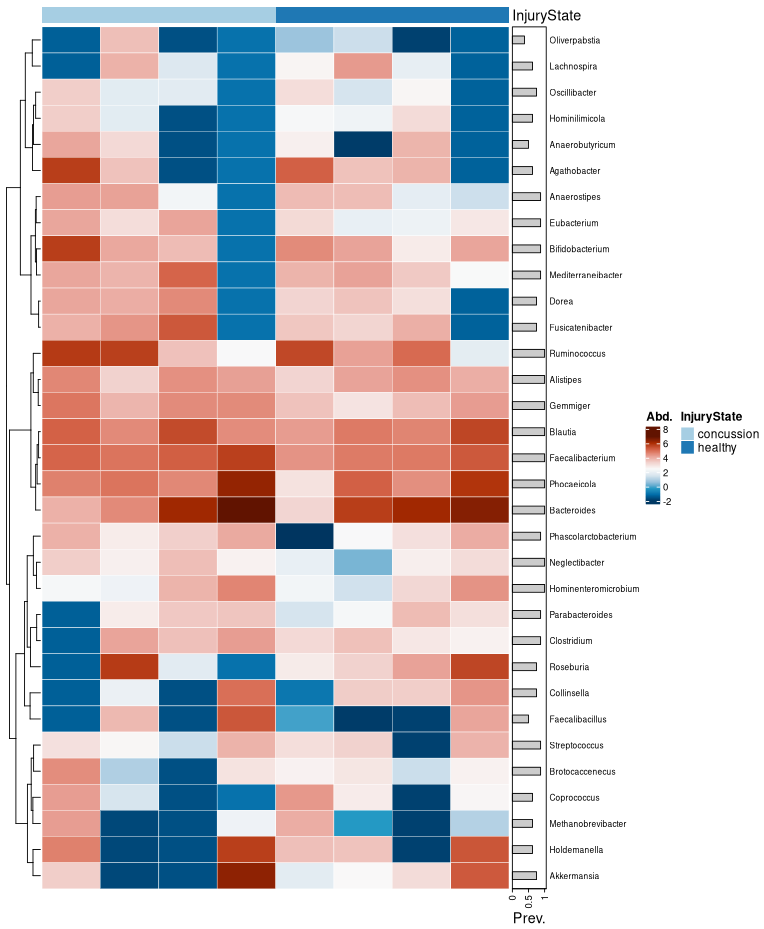 InjuryState
Oliverpabstia
Lachnospira
Oscillibacter
Hominilimicola
Anaerobutyricum
Agathobacter
Anaerostipes
Eubacterium
Bifidobacterium
Mediterraneibacter
Dorea
Fusicatenibacter
Ruminococcus
Alistipes
Gemmiger
Blautia
Faecalibacterium
Phocaeicola
Bacteroides
Phascolarctobacterium
Neglectibacter
Hominenteromicrobium
Parabacteroides
Clostridium
Roseburia
Collinsella
Faecalibacillus
Streptococcus
Brotocaccenecus
Coprococcus
Methanobrevibacter
Holdemanella
Akkermansia
0 0.5 1
Prev.
Abd.
8
6
4
2
0
-2
InjuryState
concussion
healthy